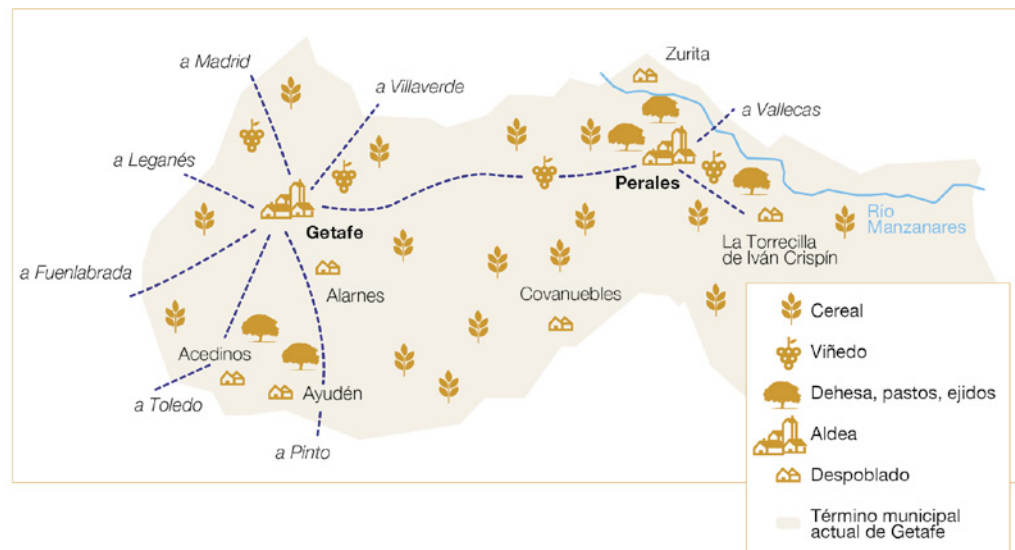 Zurita
a Madrid
a Villaverde
a Vallecas
a Leganés
Perales
Río
Manzanares
Getafe
La Torrecilla
de Iván Crispín
a Fuenlabrada
Alarnes
Covanuebles
Acedinos
Ayudén
a Toledo
a Pinto
Cereal
Viñedo
Dehesa, pastos, ejidos
Aldea
Despoblado
Término municipal
actual de Getafe